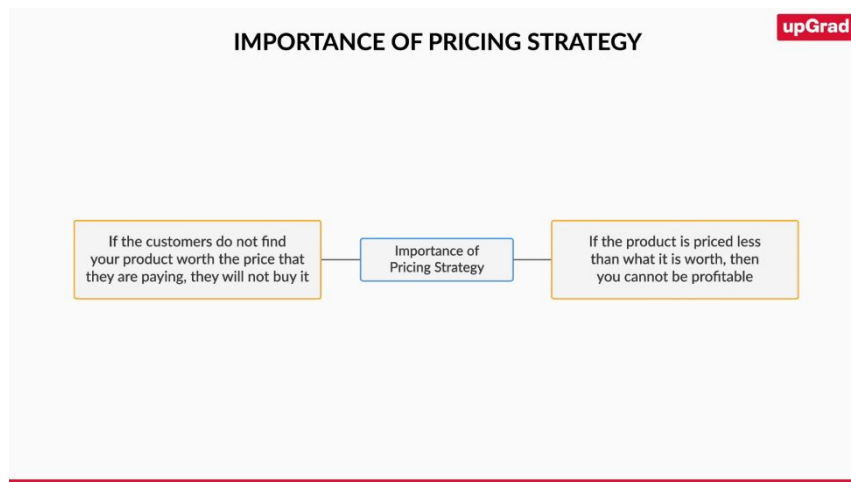 upGrad
IMPORTANCE OF PRICING STRATEGY
If the customers do not find
your product worth the price that
they are paying, they will not buy it
Importance of
Pricing Strategy
If the product is priced less
than what it is worth, then
you cannot be profitable